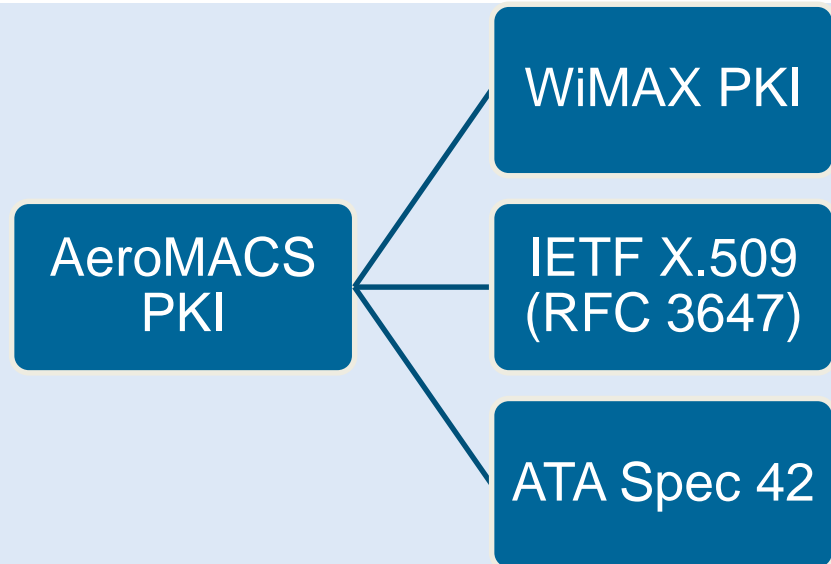 AeroMACS
PKI
WiMAX PKI
IETF X.509
(RFC 3647)
ATA Spec 42